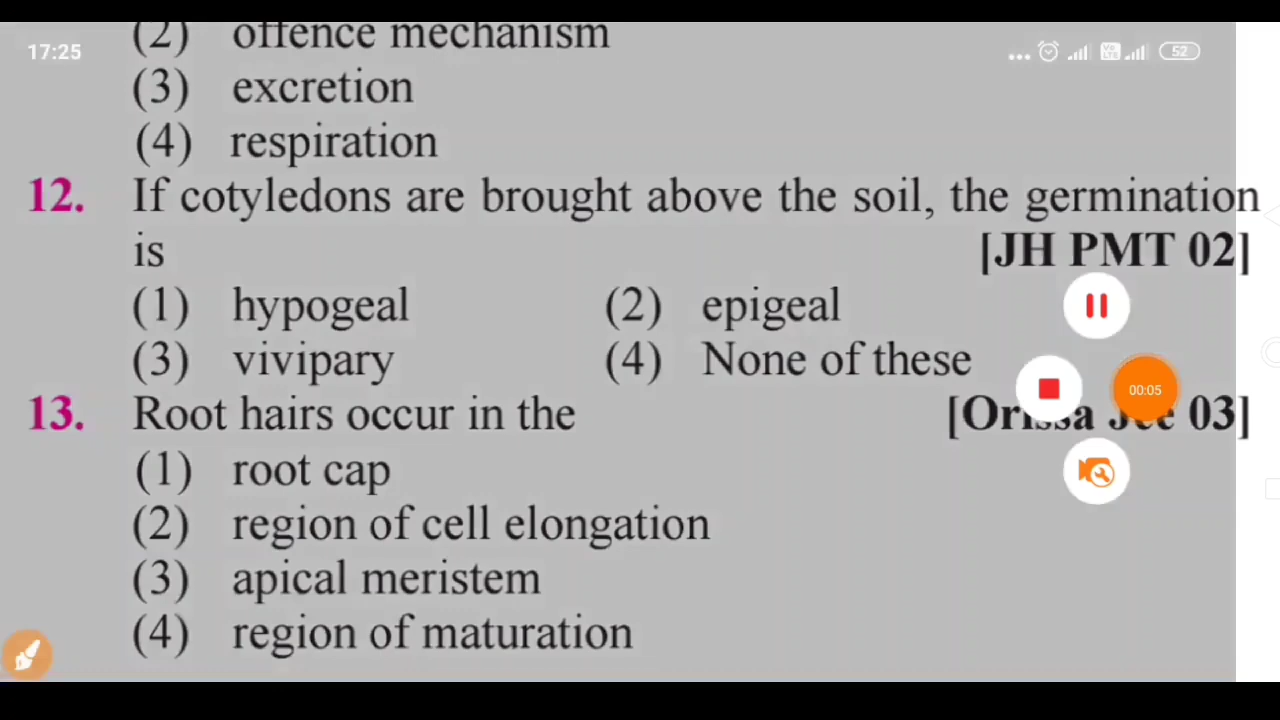 (2) offence mechanism
17:25
52
(3) excretion
(4) respiration
12. If cotyledons are brought above the soil, the germination
is [JH PMT 02]
(1) hypogeal (2) epigeal
(3) vivipary (4) None of these
00:05
13. Root hairs occur in the [Orissa Jee 03]
(1) root cap
(2) region of cell elongation
(3) apical meristem
(4) region of maturation